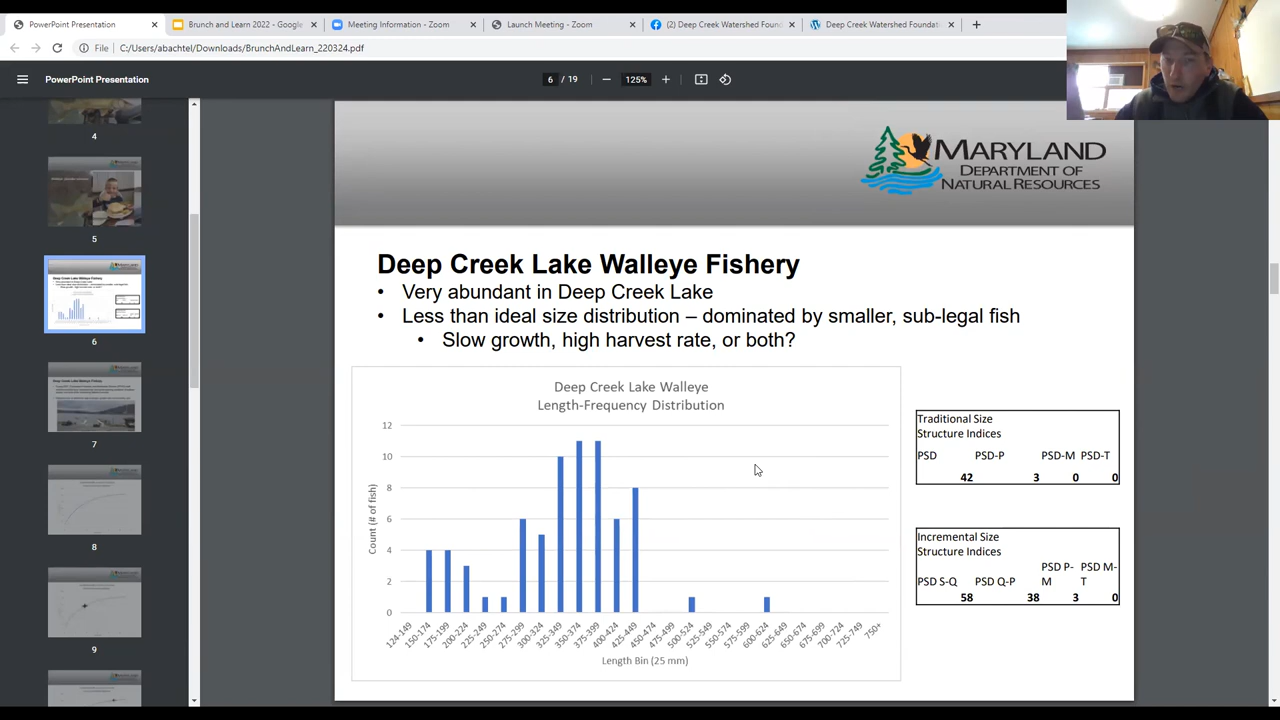 PowerPoint Presentation
Brunch and Learn 2022 - Google
Meeting Information - Zoom
Launch Meeting - Zoom
(2) Deep Creek Watershed Foun
Deep Creek Watershed Foundat
File C:/Users/abachtel/Downloads/BrunchAndLearn_220324.pdf
PowerPoint Presentation
6 / 19
125%
4
5
6
7
8
9
MARYLAND
DEPARTMENT OF
NATURAL RESOURCES
Deep Creek Lake Walleye Fishery
• Very abundant in Deep Creek Lake
• Less than ideal size distribution – dominated by smaller, sub-legal fish
• Slow growth, high harvest rate, or both?
Deep Creek Lake Walleye
Length-Frequency Distribution
12
10
8
6
4
2
0
Count (# of fish)
124-149 150-174 175-199 200-224 225-249 250-274 275-299 300-324 325-349 350-374 375-399 400-424 425-449 450-474 475-499 500-524 525-549 550-574 575-599 600-624 625-649 650-674 675-699 700-724 725-749 750+
Length Bin (25 mm)
Traditional Size
Structure Indices
PSD PSD-P PSD-M PSD-T
42 3 0 0
Incremental Size
Structure Indices
PSD S-Q PSD Q-P PSD P-M PSD M-T
58 38 3 0